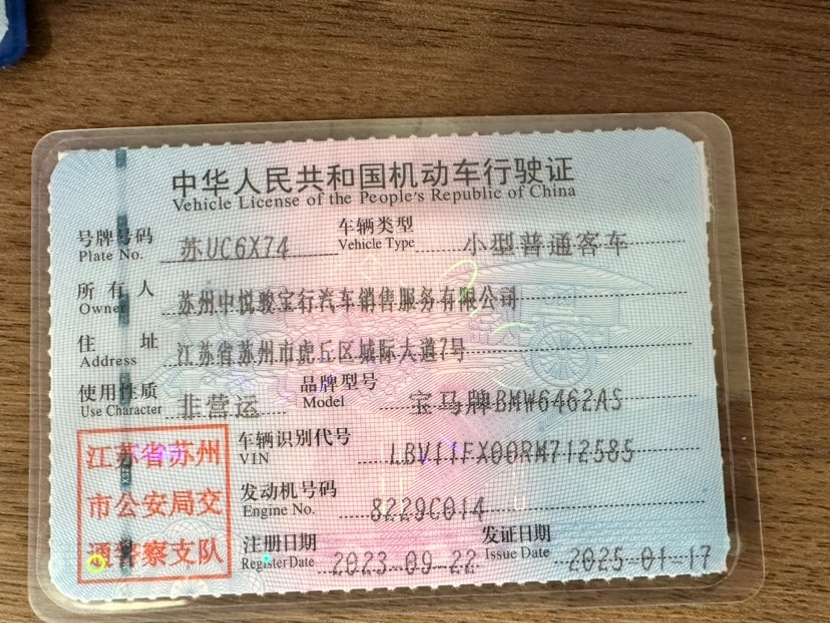 中华人民共和国机动车行驶证
Vehicle License of the People's Republic of China
号牌号码 苏UC6X74 车辆类型 小型普通客车
Plate No. Vehicle Type
所有人 苏州中悦骏宝行汽车销售服务有限公司
Owner
住址 江苏省苏州市虎丘区城际大道7号
Address
使用性质 非营运 品牌型号 宝马牌BMW6462AS
Use Character Model
江苏省苏州
市公安局交
通警察支队
车辆识别代号 LBV11FX00RM712585
VIN
发动机号码 8229C014
Engine No.
注册日期 2023-09-22 发证日期 2025-01-17
Register Date Issue Date